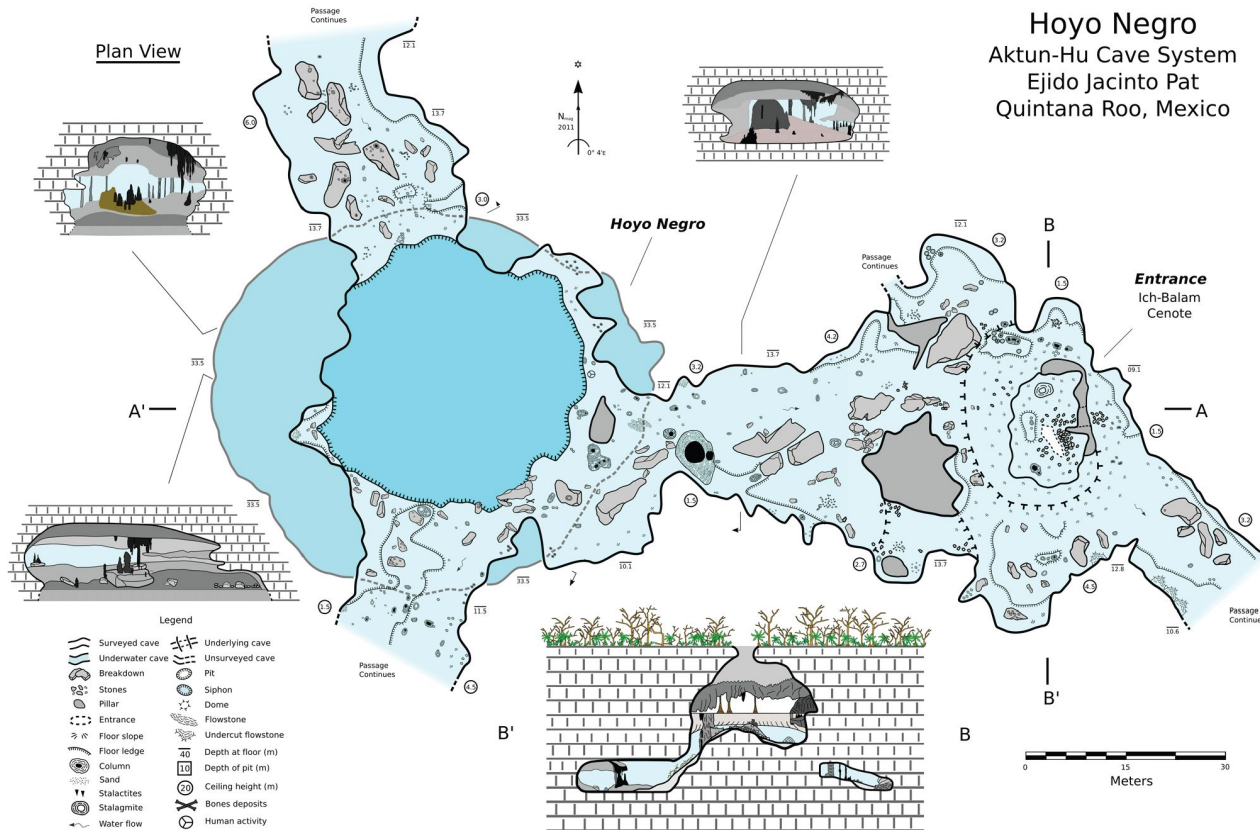 Hoyo Negro
Aktun-Hu Cave System
Ejido Jacinto Pat
Quintana Roo, Mexico
Plan View
Passage
Continues
12.1
6.0
13.7
N mag
2011
0° 4'E
3.0
33.5
13.7
Hoyo Negro
12.1
3.2
B
Passage
Continues
1.5
Entrance
Ich-Balam
Cenote
33.5
33.5
4.2
13.7
3.2
09.1
12.1
A'
A
1.5
33.5
1.5
3.2
10.1
33.5
2.7
13.7
12.8
4.5
1.5
11.5
10.6
Passage
Continue
Passage
Continues
4.5
B'
Legend
Surveyed cave
Underwater cave
Breakdown
Stones
Pillar
Entrance
Floor slope
Floor ledge
Column
Sand
Stalactites
Stalagmite
Water flow
Underlying cave
Unsurveyed cave
Pit
Siphon
Dome
Flowstone
Undercut flowstone
40 Depth at floor (m)
10 Depth of pit (m)
20 Ceiling height (m)
Bones deposits
Human activity
B'
B
0 15 30
Meters